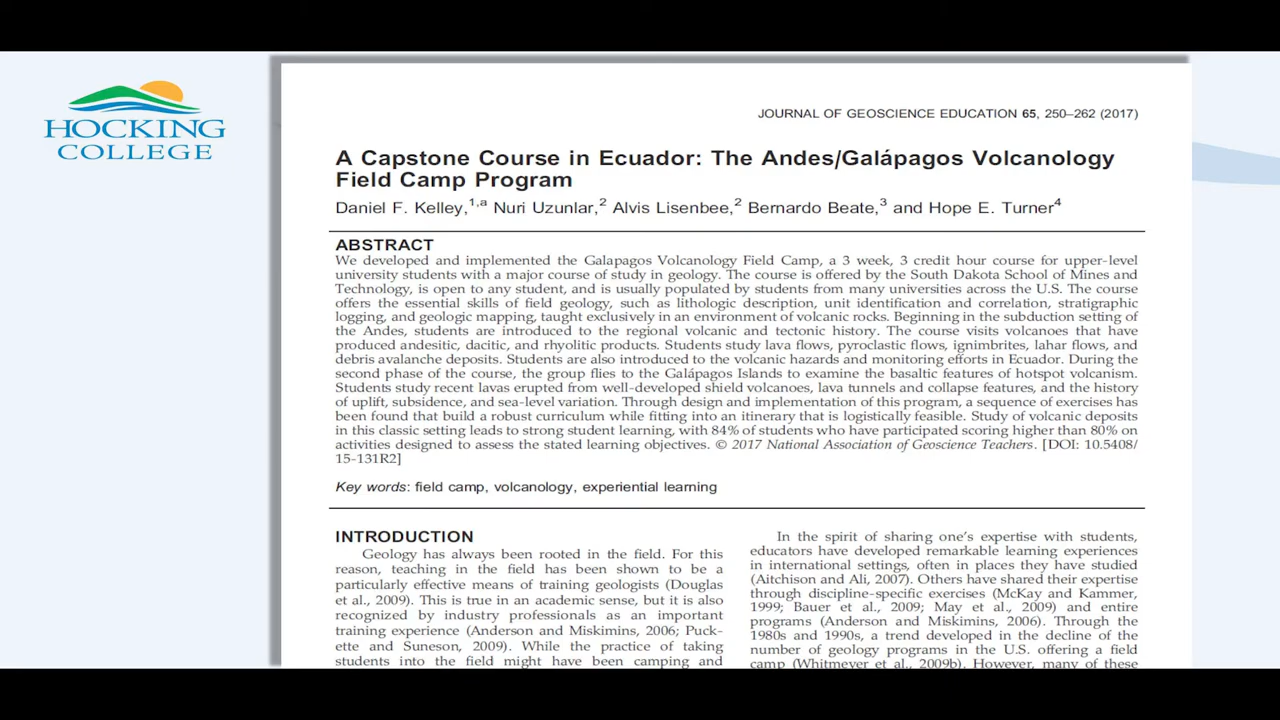 HOCKING
COLLEGE
JOURNAL OF GEOSCIENCE EDUCATION 65, 250–262 (2017)
A Capstone Course in Ecuador: The Andes/Galápagos Volcanology
Field Camp Program
Daniel F. Kelley,1,a Nuri Uzunlar,2 Alvis Lisenbee,2 Bernardo Beate,3 and Hope E. Turner4
ABSTRACT
We developed and implemented the Galapagos Volcanology Field Camp, a 3 week, 3 credit hour course for upper-level
university students with a major course of study in geology. The course is offered by the South Dakota School of Mines and
Technology, is open to any student, and is usually populated by students from many universities across the U.S. The course
offers the essential skills of field geology, such as lithologic description, unit identification and correlation, stratigraphic
logging, and geologic mapping, taught exclusively in an environment of volcanic rocks. Beginning in the subduction setting of
the Andes, students are introduced to the regional volcanic and tectonic history. The course visits volcanoes that have
produced andesitic, dacitic, and rhyolitic products. Students study lava flows, pyroclastic flows, ignimbrites, lahar flows, and
debris avalanche deposits. Students are also introduced to the volcanic hazards and monitoring efforts in Ecuador. During the
second phase of the course, the group flies to the Galápagos Islands to examine the basaltic features of hotspot volcanism.
Students study recent lavas erupted from well-developed shield volcanoes, lava tunnels and collapse features, and the history
of uplift, subsidence, and sea-level variation. Through design and implementation of this program, a sequence of exercises has
been found that build a robust curriculum while fitting into an itinerary that is logistically feasible. Study of volcanic deposits
in this classic setting leads to strong student learning, with 84% of students who have participated scoring higher than 80% on
activities designed to assess the stated learning objectives. © 2017 National Association of Geoscience Teachers. [DOI: 10.5408/
15-131R2]
Key words: field camp, volcanology, experiential learning
INTRODUCTION
Geology has always been rooted in the field. For this
reason, teaching in the field has been shown to be a
particularly effective means of training geologists (Douglas
et al., 2009). This is true in an academic sense, but it is also
recognized by industry professionals as an important
training experience (Anderson and Miskimins, 2006; Puck-
ette and Suneson, 2009). While the practice of taking
students into the field might have been camping and
In the spirit of sharing one's expertise with students,
educators have developed remarkable learning experiences
in international settings, often in places they have studied
(Aitchison and Ali, 2007). Others have shared their expertise
through discipline-specific exercises (McKay and Kammer,
1999; Bauer et al., 2009; May et al., 2009) and entire
programs (Anderson and Miskimins, 2006). Through the
1980s and 1990s, a trend developed in the decline of the
number of geology programs in the U.S. offering a field
camp (Whitmeyer et al., 2009b). However, many of these